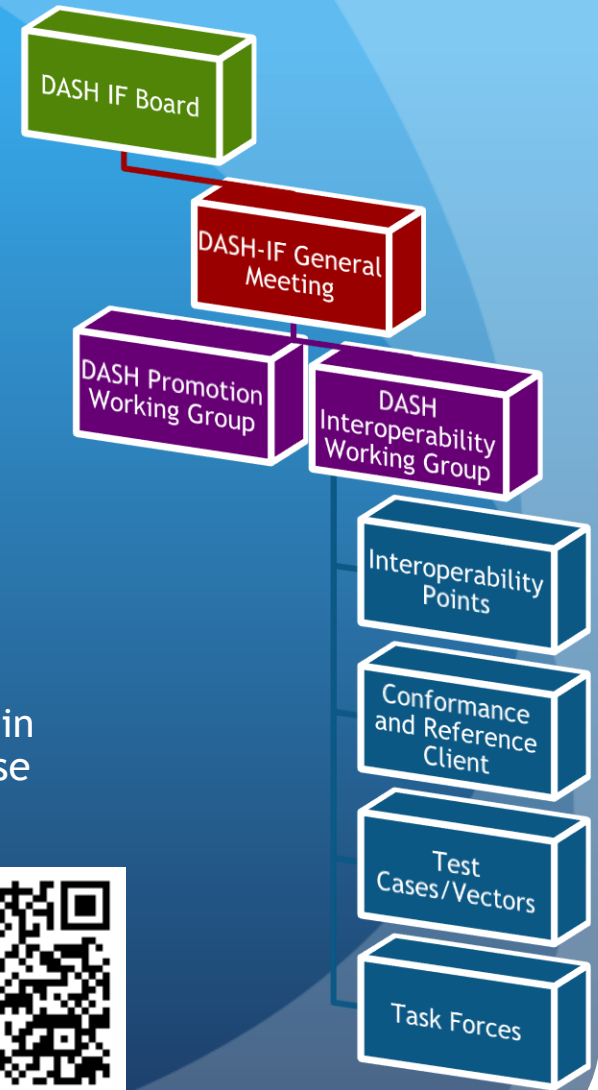 DASH IF Board
DASH-IF General
Meeting
DASH Promotion
Working Group
DASH
Interoperability
Working Group
Interoperability
Points
in
se
Conformance
and Reference
Client
Test
Cases/Vectors
Task Forces